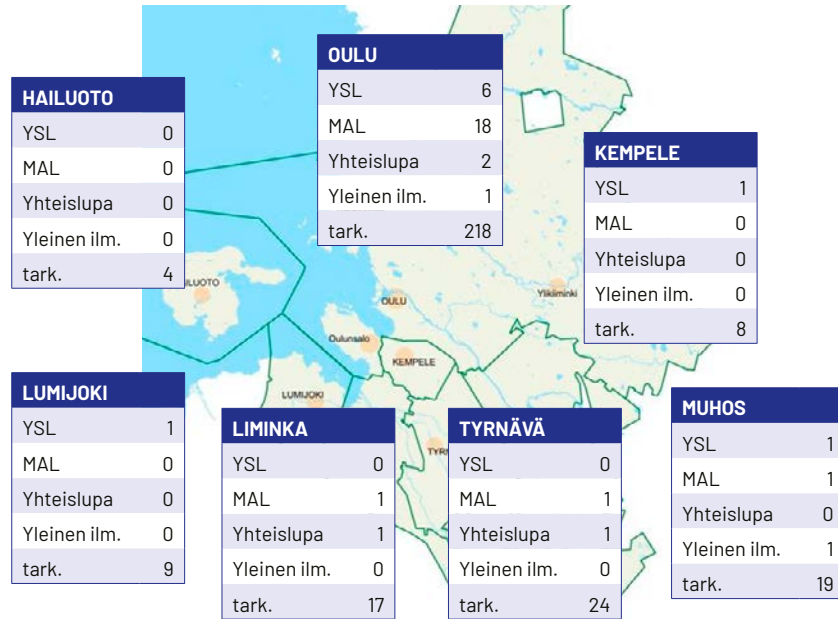 OULU
YSL 6
MAL 18
Yhteislupa 2
Yleinen ilm. 1
tark. 218
HAILUOTO
YSL 0
MAL 0
Yhteislupa 0
Yleinen ilm. 0
tark. 4
KEMPELE
YSL 1
MAL 0
Yhteislupa 0
Yleinen ilm. 0
tark. 8
ILUOTO
OULU
Ylikiiminki
Oulunsalo
KEMPELE
LUMIJOKI
TYR
LUMIJOKI
YSL 1
MAL 0
Yhteislupa 0
Yleinen ilm. 0
tark. 9
LIMINKA
YSL 0
MAL 1
Yhteislupa 1
Yleinen ilm. 0
tark. 17
TYRNÄVÄ
YSL 0
MAL 1
Yhteislupa 1
Yleinen ilm. 0
tark. 24
MUHOS
YSL 1
MAL 1
Yhteislupa 0
Yleinen ilm. 1
tark. 19